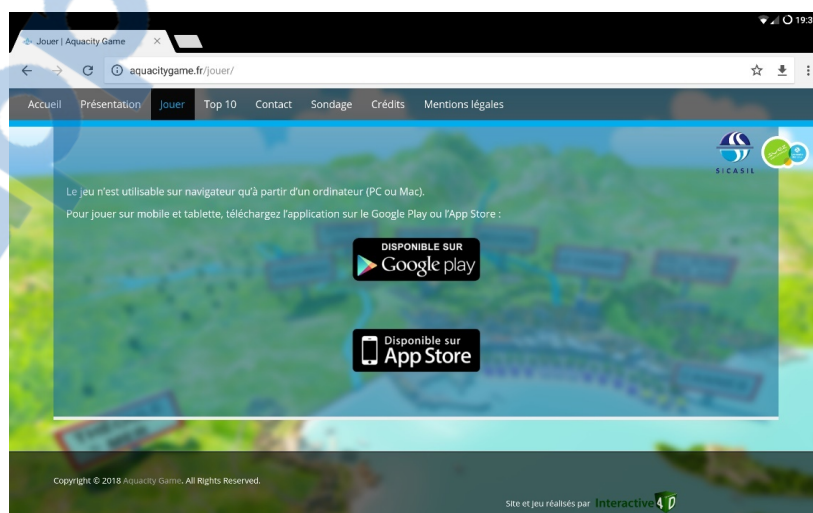 19:3
Jouer | Aquacity Game
aquacitygame.fr/jouer/
Accueil Présentation Jouer Top 10 Contact Sondage Crédits Mentions légales
SICASIL
Le jeu n'est utilisable sur navigateur qu'à partir d'un ordinateur (PC ou Mac).
Pour jouer sur mobile et tablette, téléchargez l'application sur le Google Play ou l'App Store :
DISPONIBLE SUR
Google play
Disponible sur
App Store
Copyright © 2018 Aquacity Game. All Rights Reserved.
Site et jeu réalisés par Interactive4D